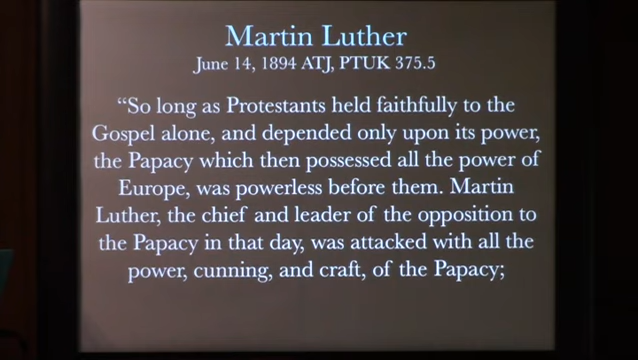 Martin Luther
June 14, 1894 ATJ, PTUK 375.5
“So long as Protestants held faithfully to the
Gospel alone, and depended only upon its power,
the Papacy which then possessed all the power of
Europe, was powerless before them. Martin
Luther, the chief and leader of the opposition to
the Papacy in that day, was attacked with all the
power, cunning, and craft, of the Papacy;